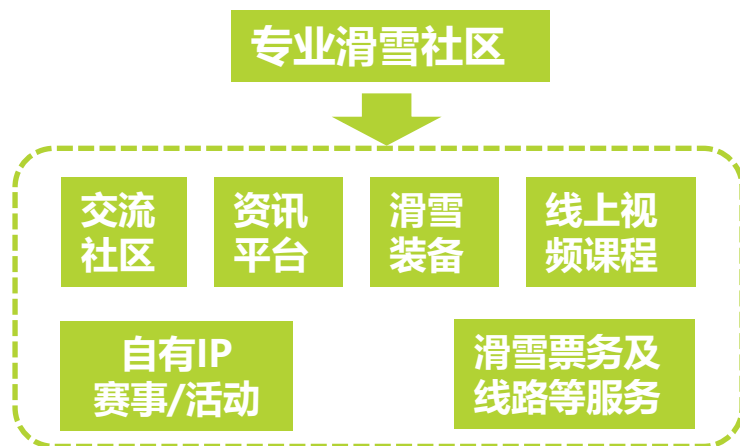 专业滑雪社区
交流
社区
资讯
平台
滑雪
装备
线上视
频课程
自有IP
赛事/活动
滑雪票务及
线路等服务